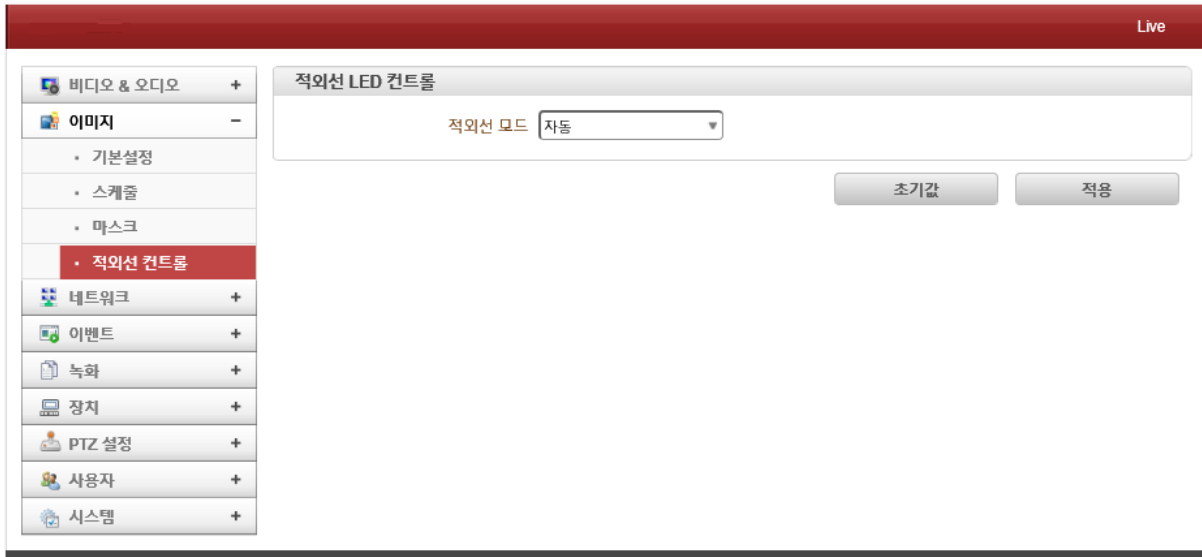 Live
비디오 & 오디오 +
이미지 −
기본설정
스케줄
마스크
적외선 컨트롤
네트워크 +
이벤트 +
녹화 +
장치 +
PTZ 설정 +
사용자 +
시스템 +
적외선 LED 컨트롤
적외선 모드 자동
초기값 적용